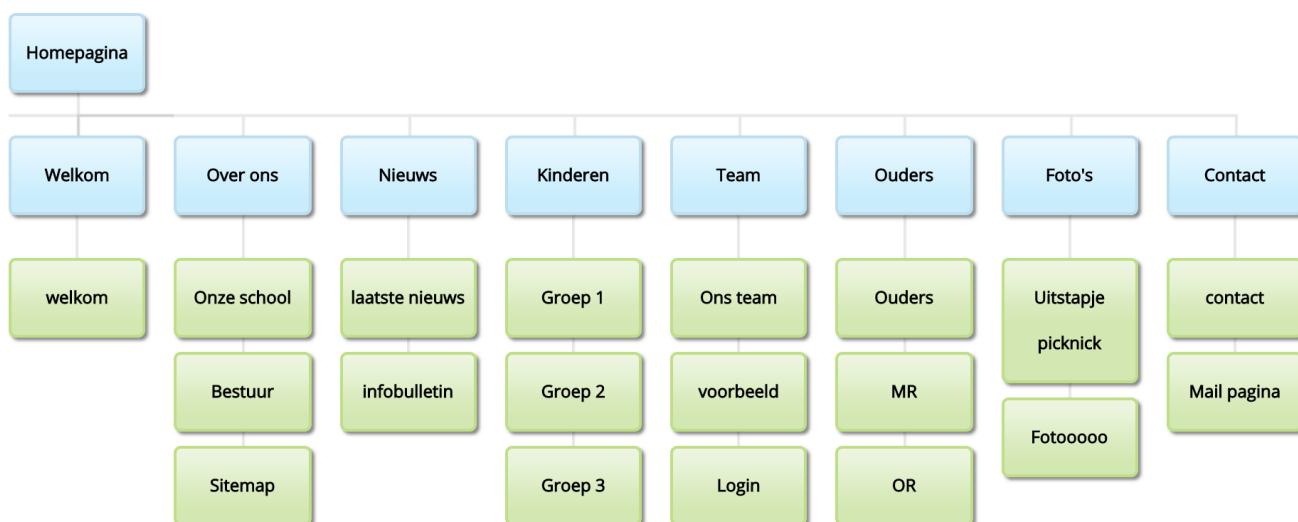 Homepagina
Welkom
Over ons
Nieuws
Kinderen
Team
Ouders
Foto's
Contact
welkom
Onze school
laatste nieuws
Groep 1
Ons team
Ouders
Uitstapje
picknick
contact
Bestuur
infobulletin
Groep 2
voorbeeld
MR
Mail pagina
Fotooooo
Sitemap
Groep 3
Login
OR